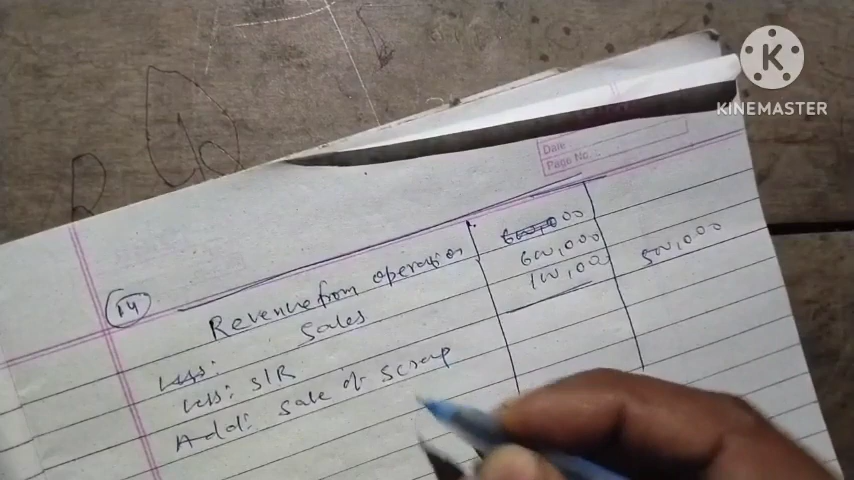 K
KINEMASTER
Date
Page No.
14
Revenue from operation
Sales 600,000
Less: S/R 100,000 500,000
Add: Sale of Scrap